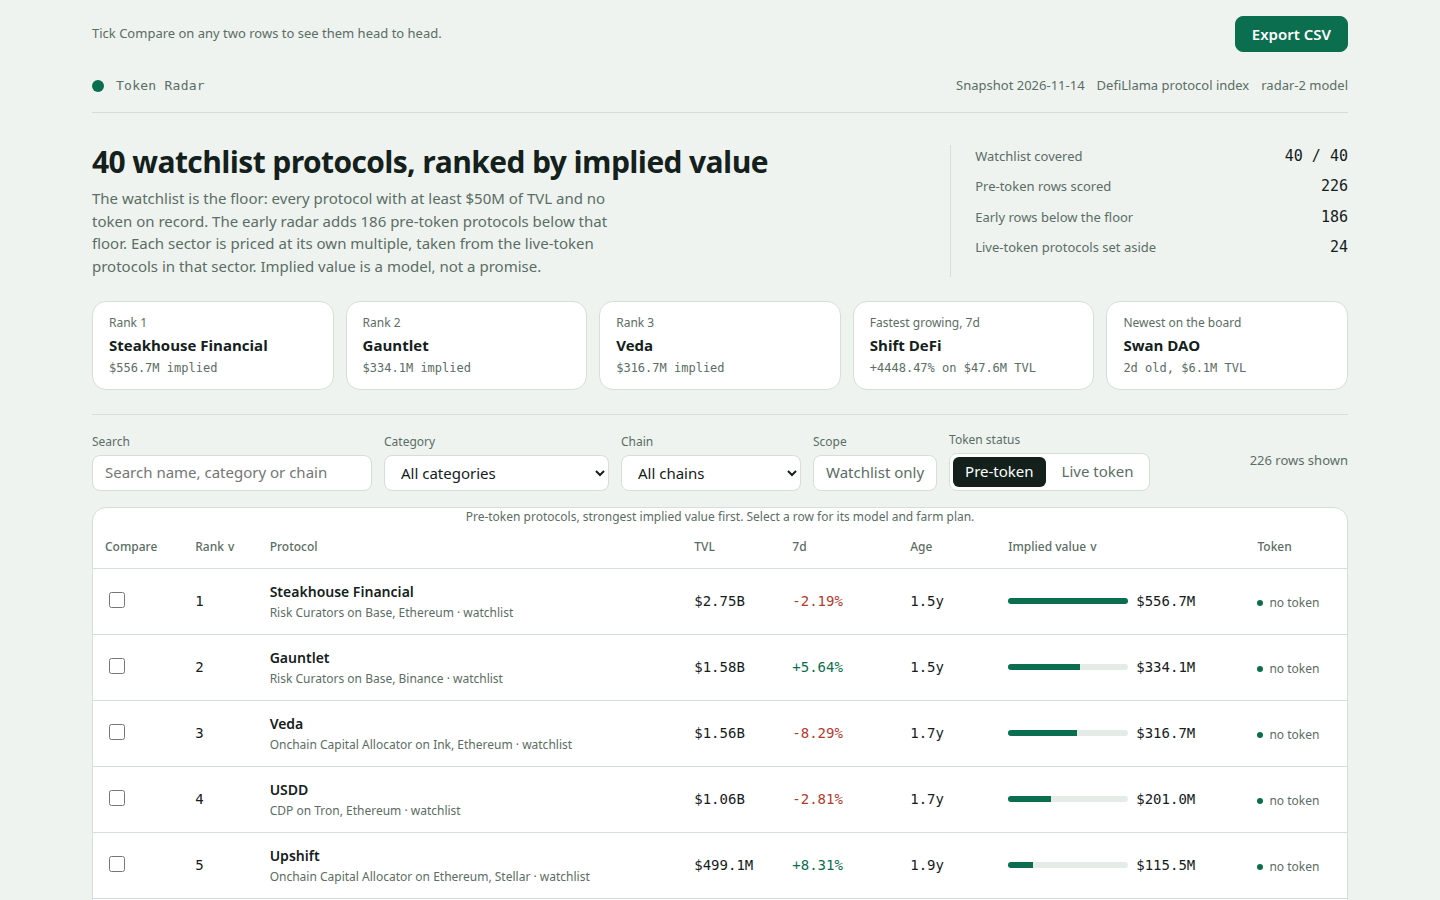 Tick Compare on any two rows to see them head to head.
Export CSV
Token Radar
Snapshot 2026-11-14 DefiLlama protocol index radar-2 model
40 watchlist protocols, ranked by implied value
The watchlist is the floor: every protocol with at least $50M of TVL and no
token on record. The early radar adds 186 pre-token protocols below that
floor. Each sector is priced at its own multiple, taken from the live-token
protocols in that sector. Implied value is a model, not a promise.
Watchlist covered 40 / 40
Pre-token rows scored 226
Early rows below the floor 186
Live-token protocols set aside 24
Rank 1
Steakhouse Financial
$556.7M implied
Rank 2
Gauntlet
$334.1M implied
Rank 3
Veda
$316.7M implied
Fastest growing, 7d
Shift DeFi
+4448.47% on $47.6M TVL
Newest on the board
Swan DAO
2d old, $6.1M TVL
Search
Search name, category or chain
Category
All categories
Chain
All chains
Scope
Watchlist only
Token status
Pre-token Live token
226 rows shown
Pre-token protocols, strongest implied value first. Select a row for its model and farm plan.
Compare Rank v Protocol TVL 7d Age Implied value v Token
1 Steakhouse Financial $2.75B -2.19% 1.5y $556.7M no token
Risk Curators on Base, Ethereum · watchlist
2 Gauntlet $1.58B +5.64% 1.5y $334.1M no token
Risk Curators on Base, Binance · watchlist
3 Veda $1.56B -8.29% 1.7y $316.7M no token
Onchain Capital Allocator on Ink, Ethereum · watchlist
4 USDD $1.06B -2.81% 1.7y $201.0M no token
CDP on Tron, Ethereum · watchlist
5 Upshift $499.1M +8.31% 1.9y $115.5M no token
Onchain Capital Allocator on Ethereum, Stellar · watchlist